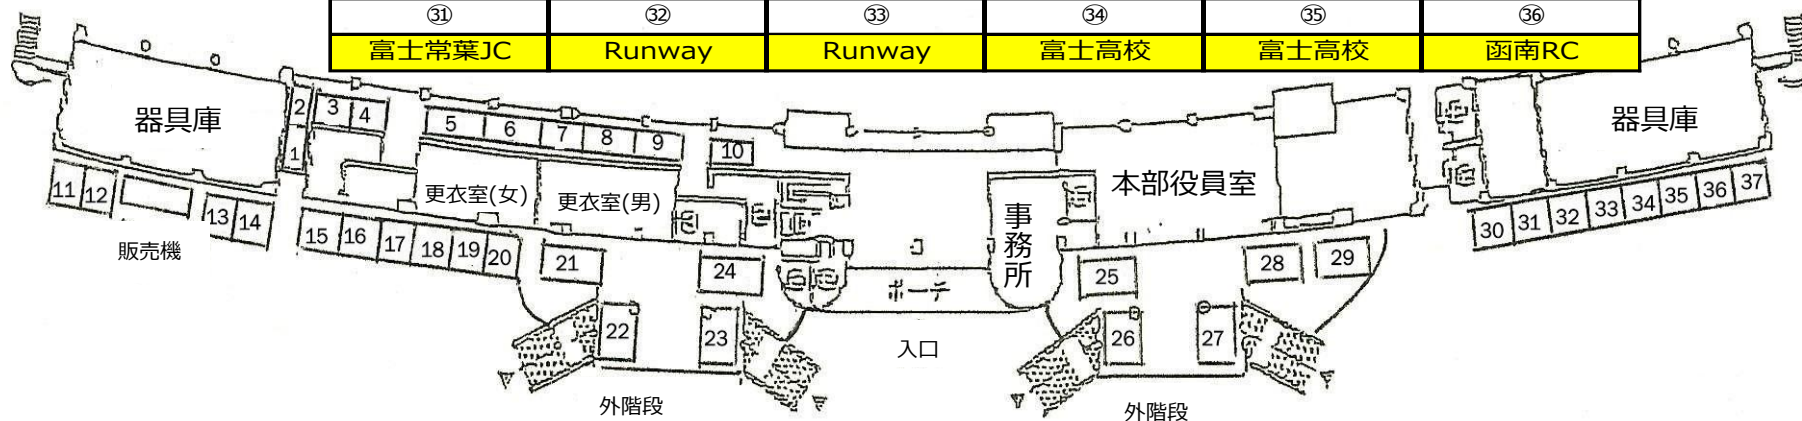 ㉛ ㉜ ㉝ ㉞ ㉟ ㊱
富士常葉JC Runway Runway 富士高校 富士高校 函南RC
器具庫 2 3 4 5 6 7 8 9 10 器具庫
1
11 12 更衣室(女) 更衣室(男) 本部役員室
13 14 事務所 30 31 32 33 34 35 36 37
販売機 15 16 17 18 19 20 21 24 ポーチ 25 28 29
22 23 入口 26 27
外階段 外階段